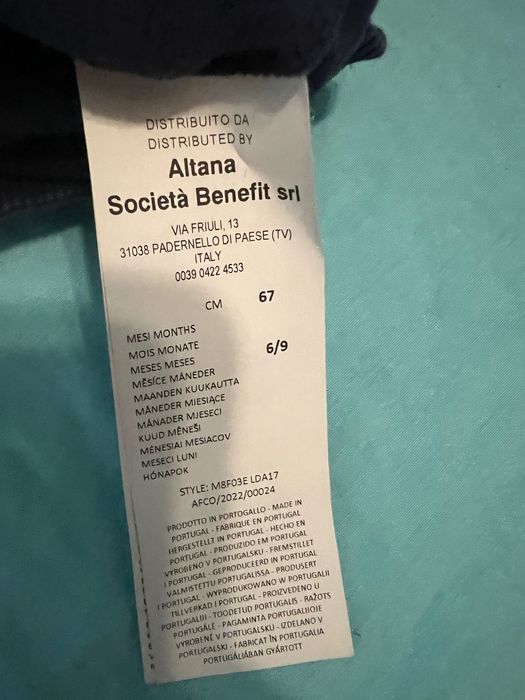 DISTRIBUITO DA
DISTRIBUTED BY
Altana
Società Benefit srl
VIA FRIULI, 13
31038 PADERNELLO DI PAESE (TV)
ITALY
0039 0422 4533
CM 67
MESI MONTHS
MOIS MONATE
MESES MESES 6/9
MĚSÍCE MÅNEDER
MAANDEN KUUKAUTTA
MÅNEDER MIESIĄCE
MÅNADER MJESECI
KUUD MĒNEŠI
MĖNESIAI MESIACOV
MESECI LUNI
HÓNAPOK
STYLE: M8F03E LDA17
AFCO/2022/00024
PRODOTTO IN PORTOGALLO - MADE IN
PORTUGAL - FABRIQUE EN PORTUGAL
HERGESTELLT IN PORTUGAL - HECHO EN
PORTUGAL - PRODUZIDO EM PORTUGAL
VYROBENO V PORTUGALSKU - FREMSTILLET
I PORTUGAL - GEPRODUCEERD IN PORTUGAL
VALMISTETTU PORTUGALISSA - PRODUSERT
I PORTUGAL - WYPRODUKOWANO W PORTUGALII
TILLVERKAD I PORTUGAL - PROIZVEDENO U
PORTUGALIJI - TOODETUD PORTUGALIS - RAŽOTS
PORTUGĀLĒ - PAGAMINTA PORTUGALIJOJE
VYROBENÉ V PORTUGALSKU - IZDELANO V
PORTUGALSKI - FABRICAT ÎN PORTUGALIA
PORTUGÁLIÁBAN GYÁRTOTT